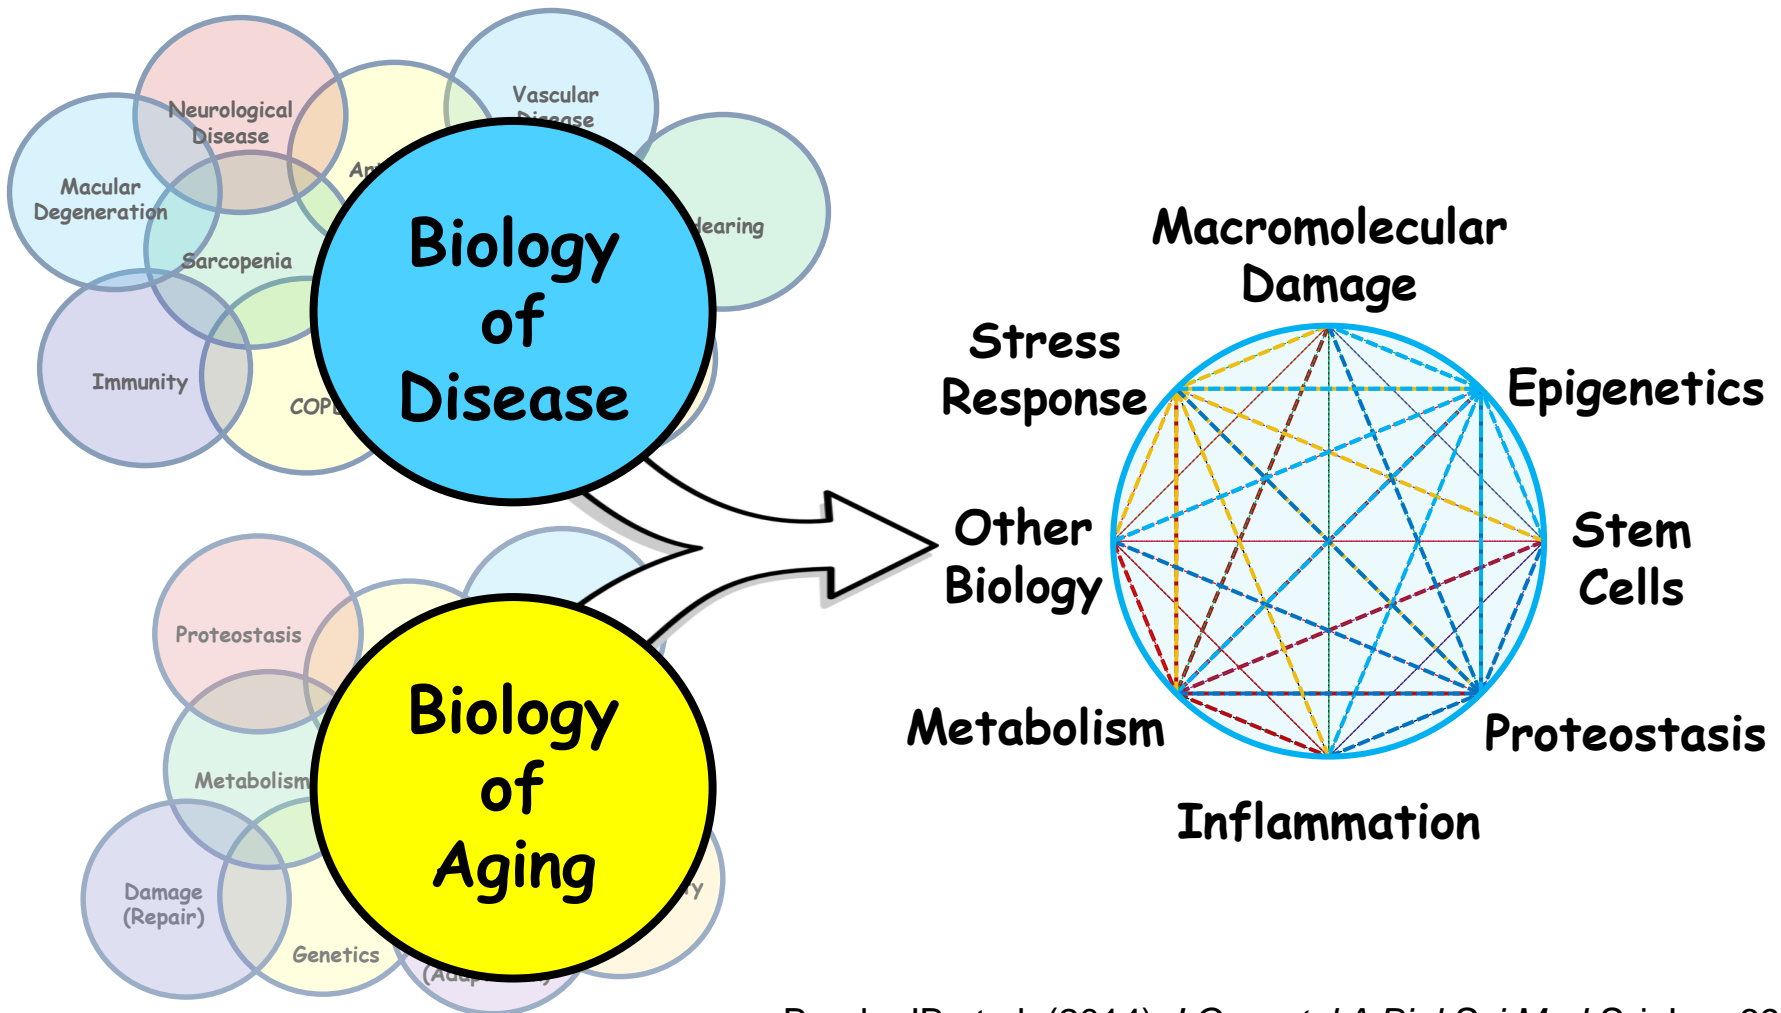 Neurological
Disease
Vascular
Disease
Macular
Degeneration
Sarcopenia
Immunity
Biology
of
Disease
Proteostasis
Metabolism
Damage
(Repair)
Genetics
Biology
of
Aging
Macromolecular
Damage
Stress
Response
Epigenetics
Other
Biology
Stem
Cells
Metabolism
Proteostasis
Inflammation